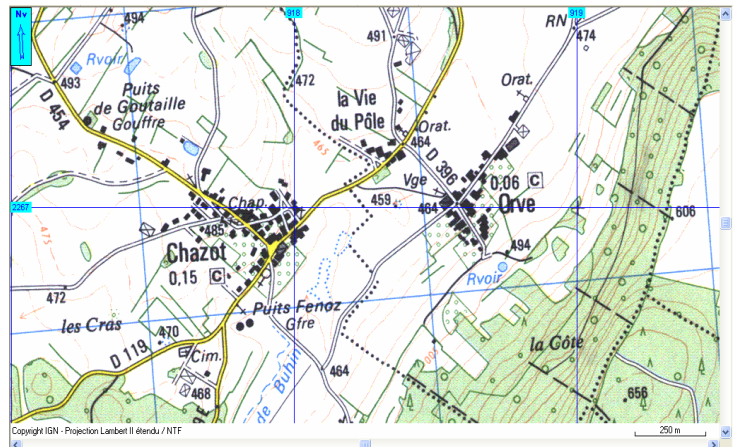 Nv
918
919
494
491
RN
474
Rvoir
493
Puits
de Goutaille
Gouffre
472
Orat.
la Vie
du Pôle
465
Orat.
464
D 454
D 396
0,06 C
Vge
Chap.
2267
459
464
Orve
606
475
485
Chazot
494
0,15 C
Rvoir
472
Puits Fenoz
Gfre
les Cras
470
D 119
Cim.
464
la Gôte
468
de Buhin
656
Copyright IGN - Projection Lambert II étendu / NTF
250 m